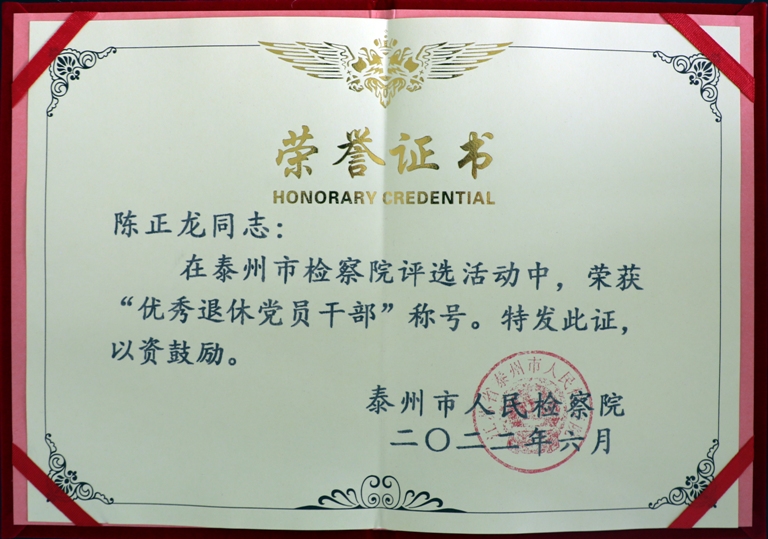 荣誉证书
HONORARY CREDENTIAL
陈正龙同志：
在泰州市检察院评选活动中，荣获
“优秀退休党员干部”称号。特发此证，
以资鼓励。
泰州市人民检察院
二〇二二年六月